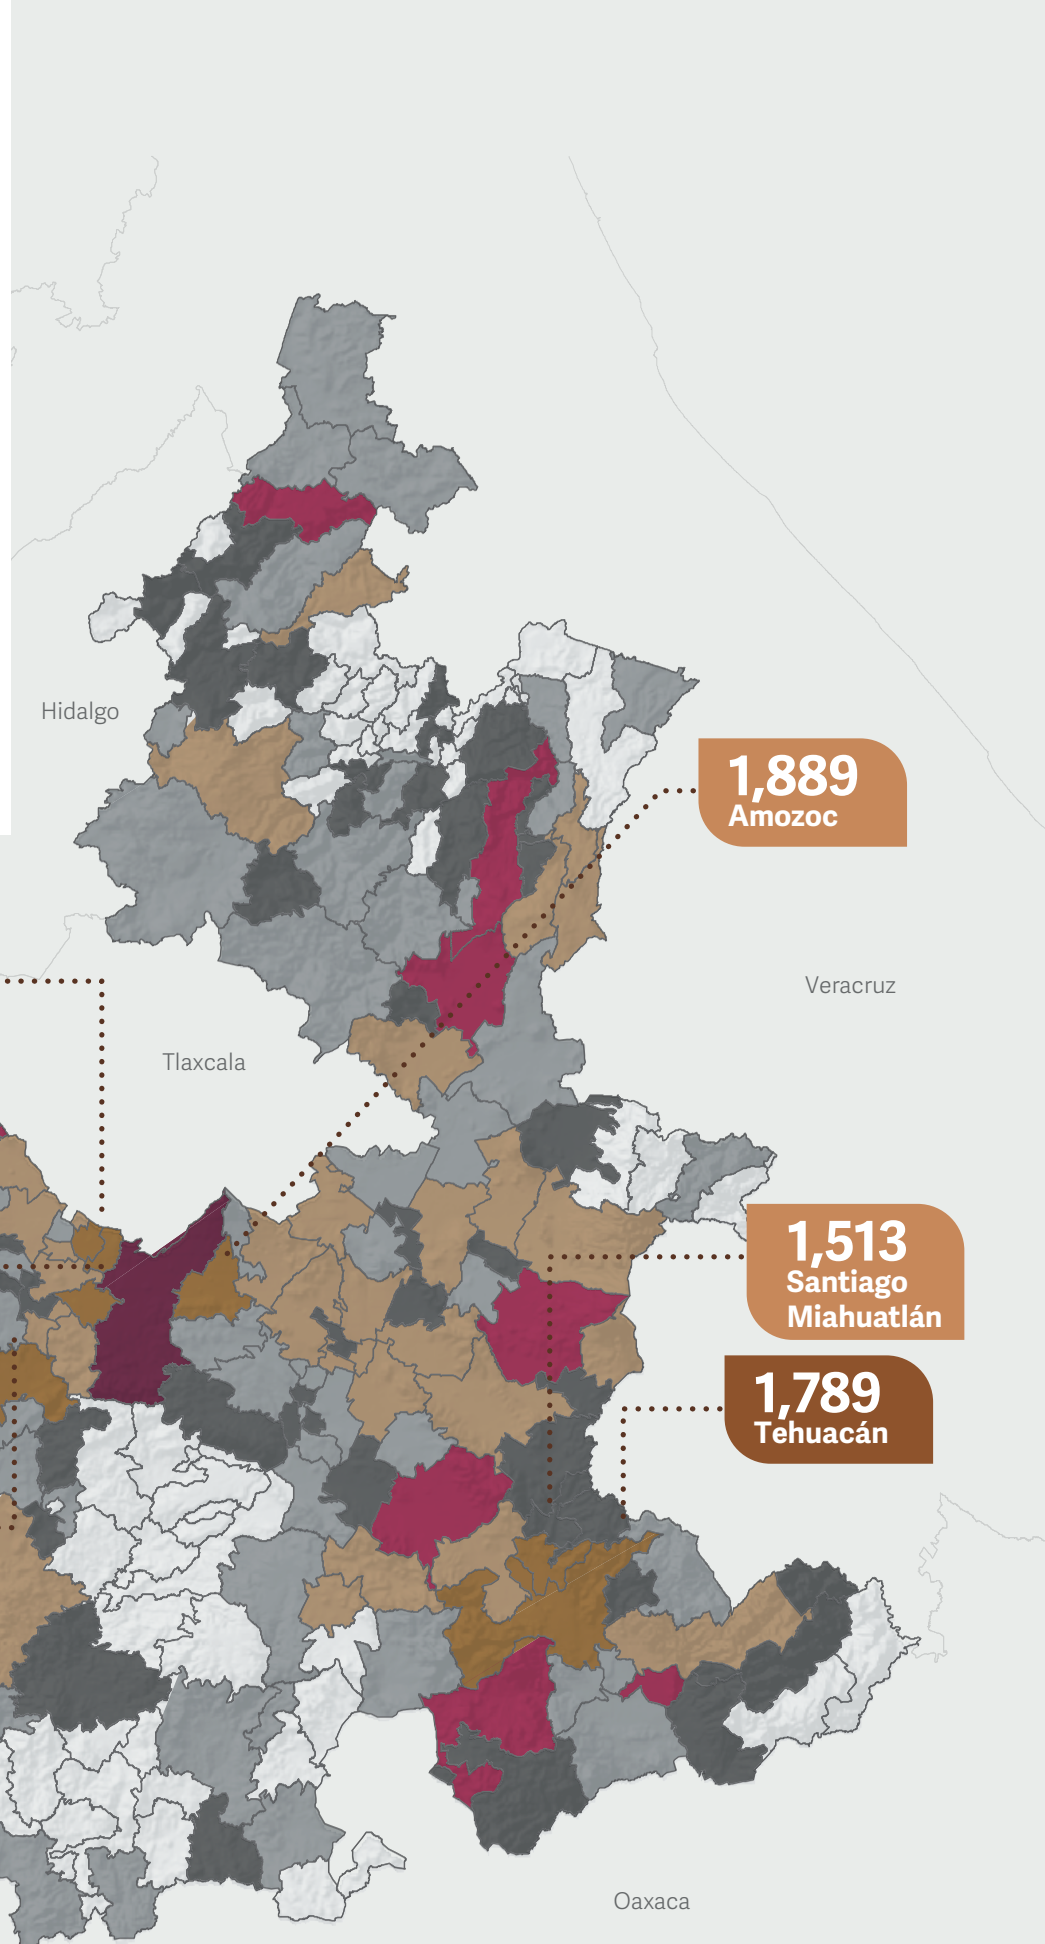 Hidalgo
1,889
Amozoc
Veracruz
Tlaxcala
1,513
Santiago
Miahuatlán
1,789
Tehuacán
Oaxaca